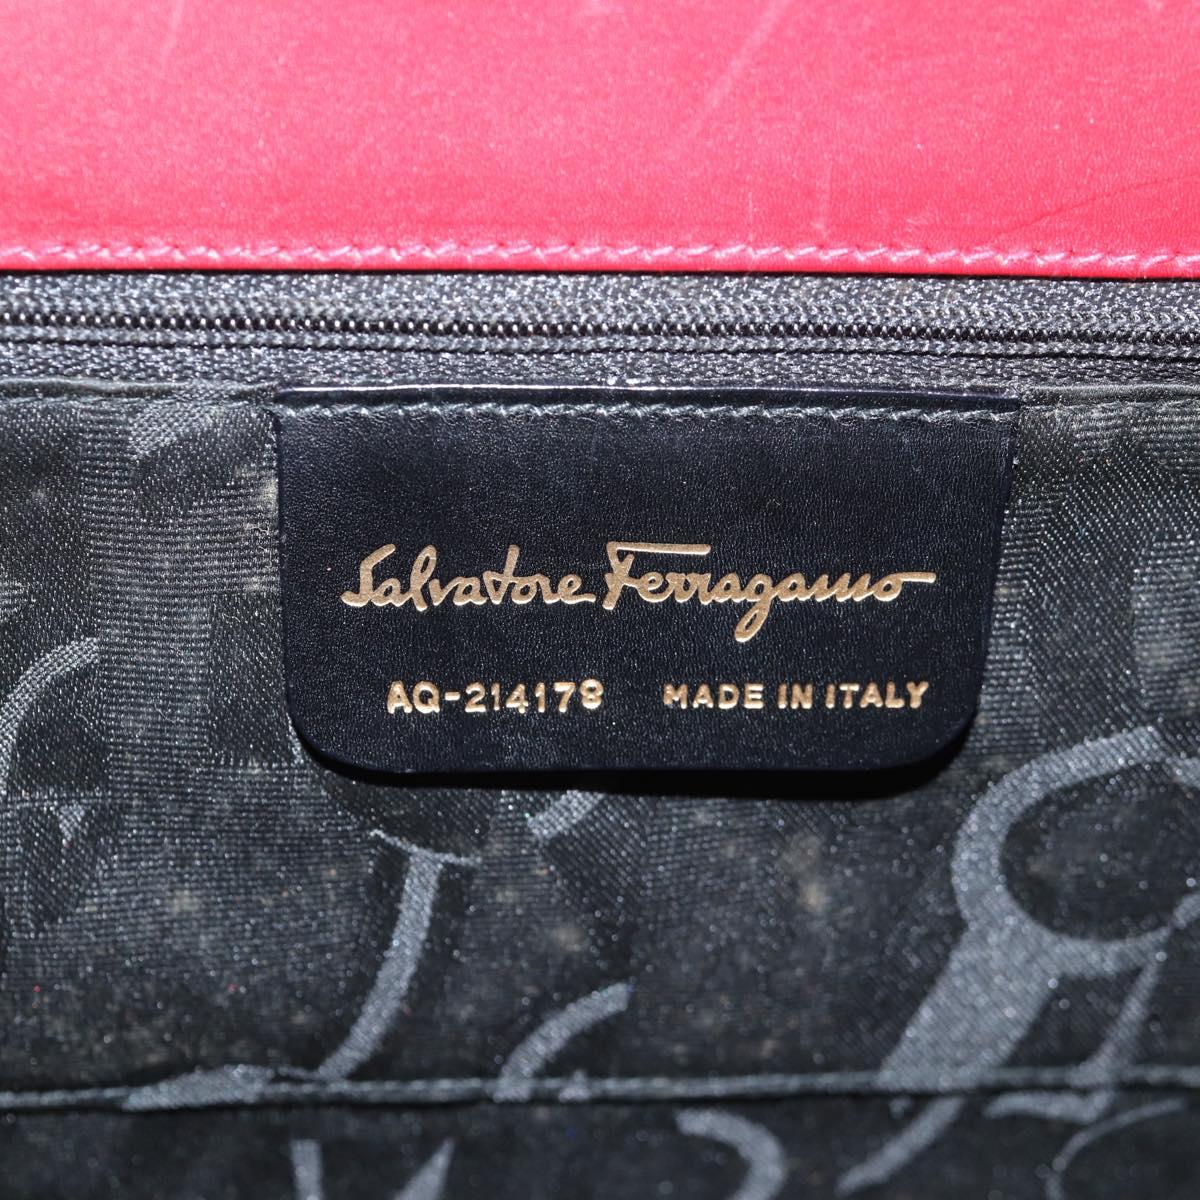 Salvatore Ferragamo
AQ-214178 MADE IN ITALY